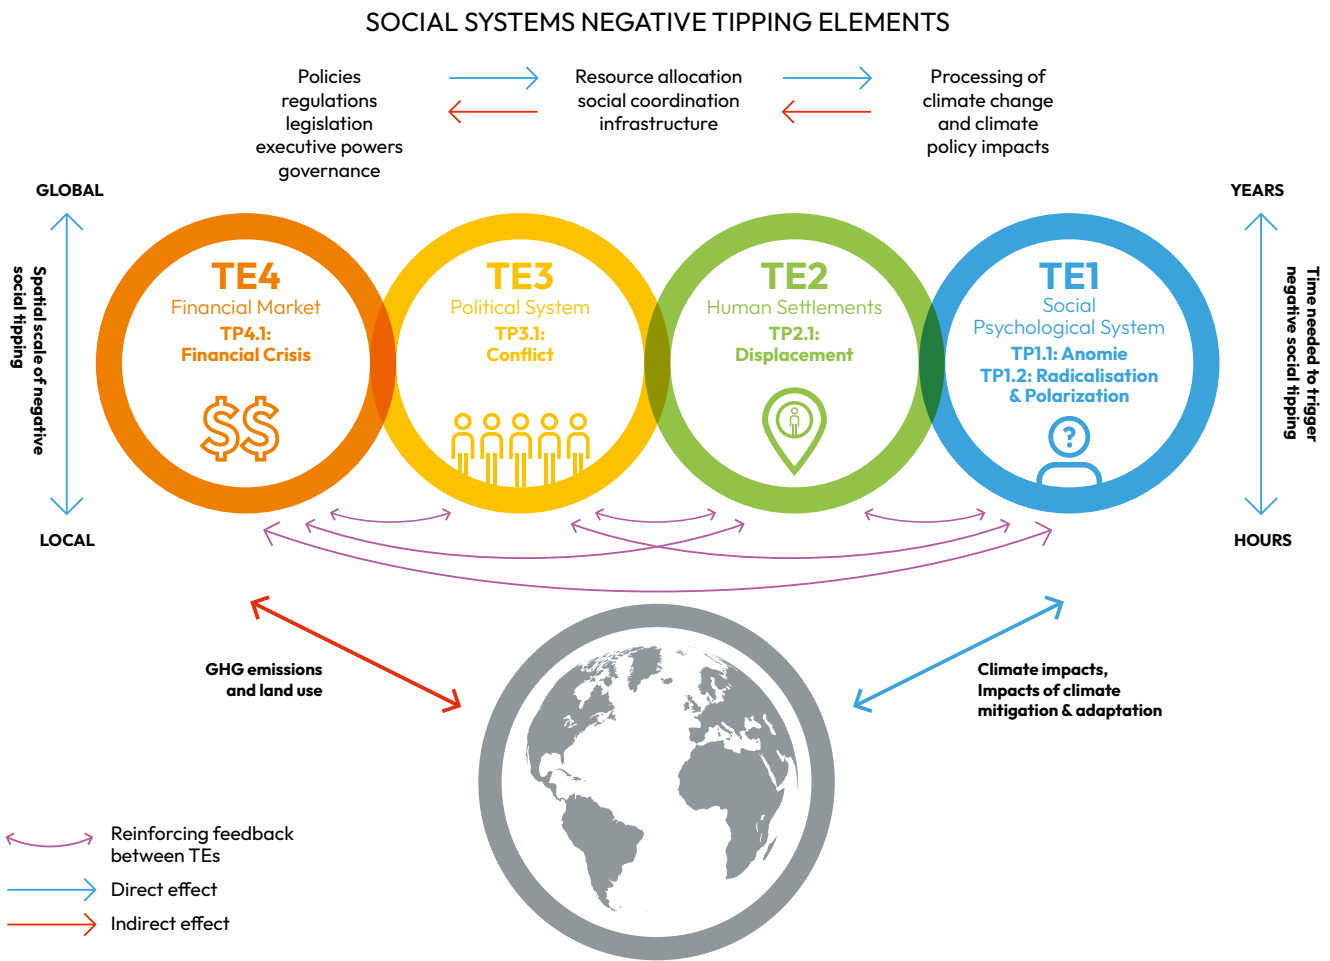 SOCIAL SYSTEMS NEGATIVE TIPPING ELEMENTS
Policies
regulations
legislation
executive powers
governance
Resource allocation
social coordination
infrastructure
Processing of
climate change
and climate
policy impacts
GLOBAL
Spatial scale of negative
social tipping
LOCAL
TE4
Financial Market
TP4.1:
Financial Crisis
$$
TE3
Political System
TP3.1:
Conflict
TE2
Human Settlements
TP2.1:
Displacement
TE1
Social
Psychological System
TP1.1: Anomie
TP1.2: Radicalisation
& Polarization
?
YEARS
Time needed to trigger
negative social tipping
HOURS
GHG emissions
and land use
Climate impacts,
Impacts of climate
mitigation & adaptation
Reinforcing feedback
between TEs
Direct effect
Indirect effect